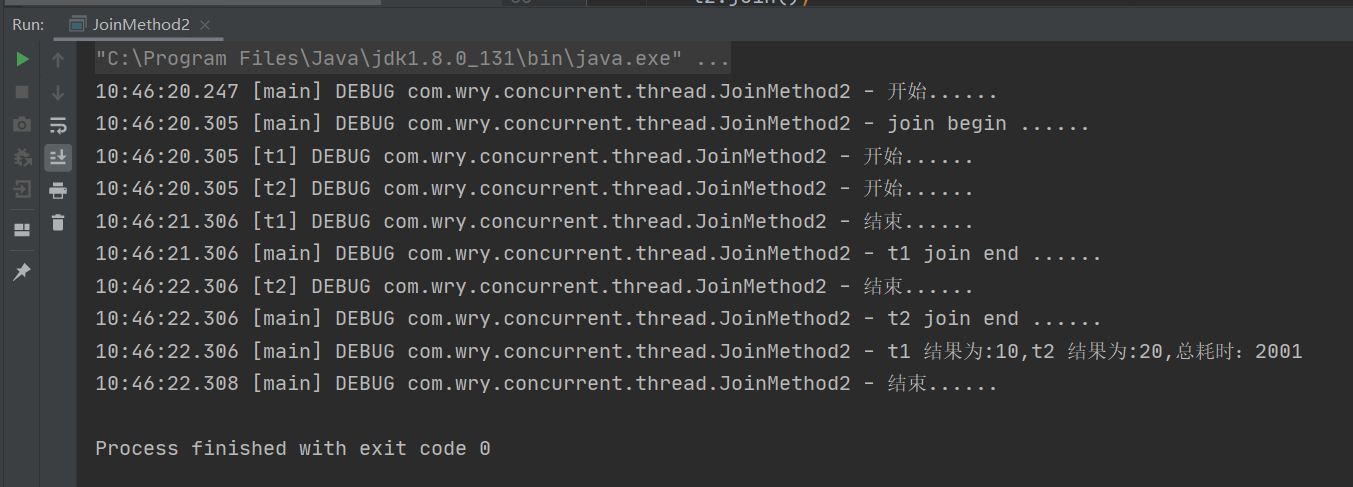 t2.join();
Run: JoinMethod2 ×
"C:\Program Files\Java\jdk1.8.0_131\bin\java.exe" ...
10:46:20.247 [main] DEBUG com.wry.concurrent.thread.JoinMethod2 - 开始......
10:46:20.305 [main] DEBUG com.wry.concurrent.thread.JoinMethod2 - join begin ......
10:46:20.305 [t1] DEBUG com.wry.concurrent.thread.JoinMethod2 - 开始......
10:46:20.305 [t2] DEBUG com.wry.concurrent.thread.JoinMethod2 - 开始......
10:46:21.306 [t1] DEBUG com.wry.concurrent.thread.JoinMethod2 - 结束......
10:46:21.306 [main] DEBUG com.wry.concurrent.thread.JoinMethod2 - t1 join end ......
10:46:22.306 [t2] DEBUG com.wry.concurrent.thread.JoinMethod2 - 结束......
10:46:22.306 [main] DEBUG com.wry.concurrent.thread.JoinMethod2 - t2 join end ......
10:46:22.306 [main] DEBUG com.wry.concurrent.thread.JoinMethod2 - t1 结果为:10,t2 结果为:20,总耗时：2001
10:46:22.308 [main] DEBUG com.wry.concurrent.thread.JoinMethod2 - 结束......
Process finished with exit code 0